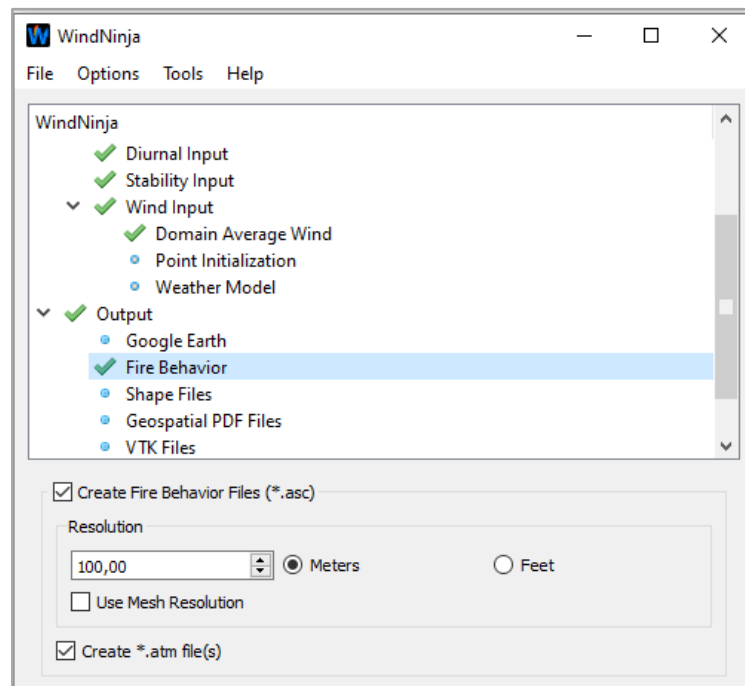 WindNinja
File Options Tools Help
WindNinja
Diurnal Input
Stability Input
Wind Input
Domain Average Wind
Point Initialization
Weather Model
Output
Google Earth
Fire Behavior
Shape Files
Geospatial PDF Files
VTK Files
Create Fire Behavior Files (*.asc)
Resolution
100,00 Meters Feet
Use Mesh Resolution
Create *.atm file(s)